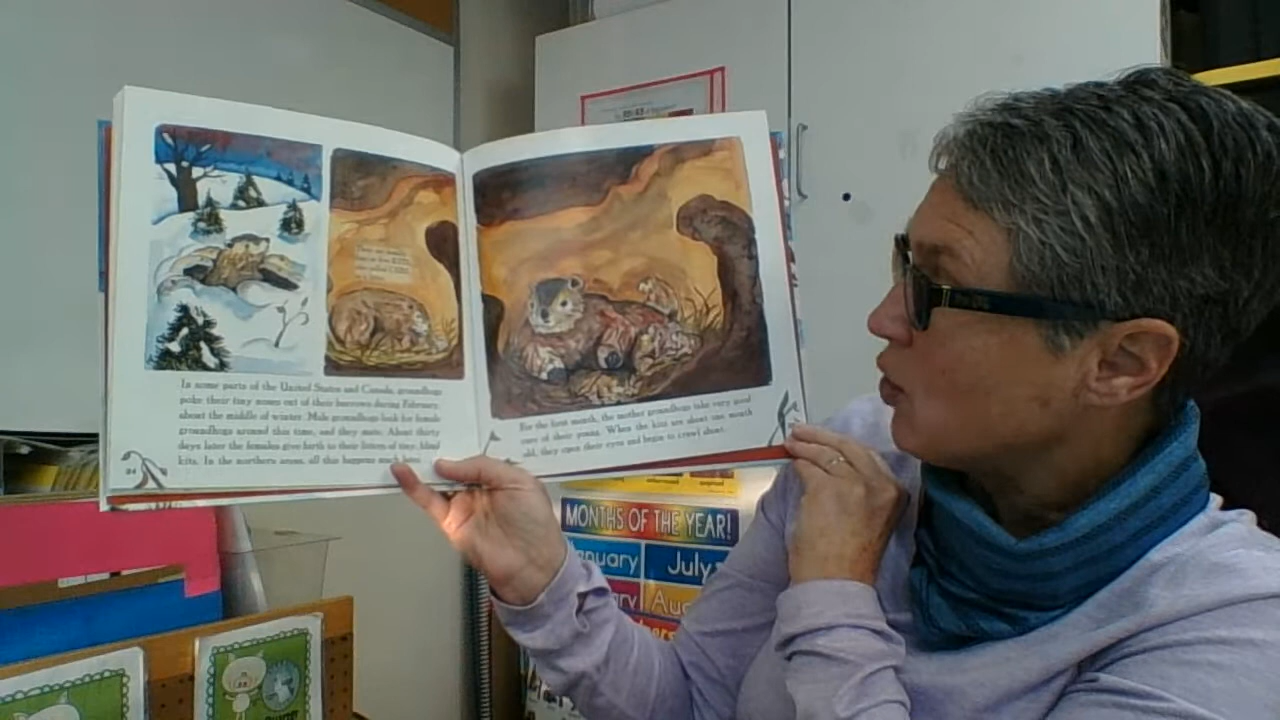 In some parts of the United States and Canada, groundhogs
poke their tiny noses out of their burrows during February,
about the middle of winter. Male groundhogs look for female
groundhogs around this time, and they mate. About thirty
days later the females give birth to their litters of tiny, blind
kits. In the northern areas, all this happens much later.
For the first month, the mother groundhogs take very good
care of their young. When the kits are about one month
old, they open their eyes and begin to crawl about.
MONTHS OF THE YEAR!
July